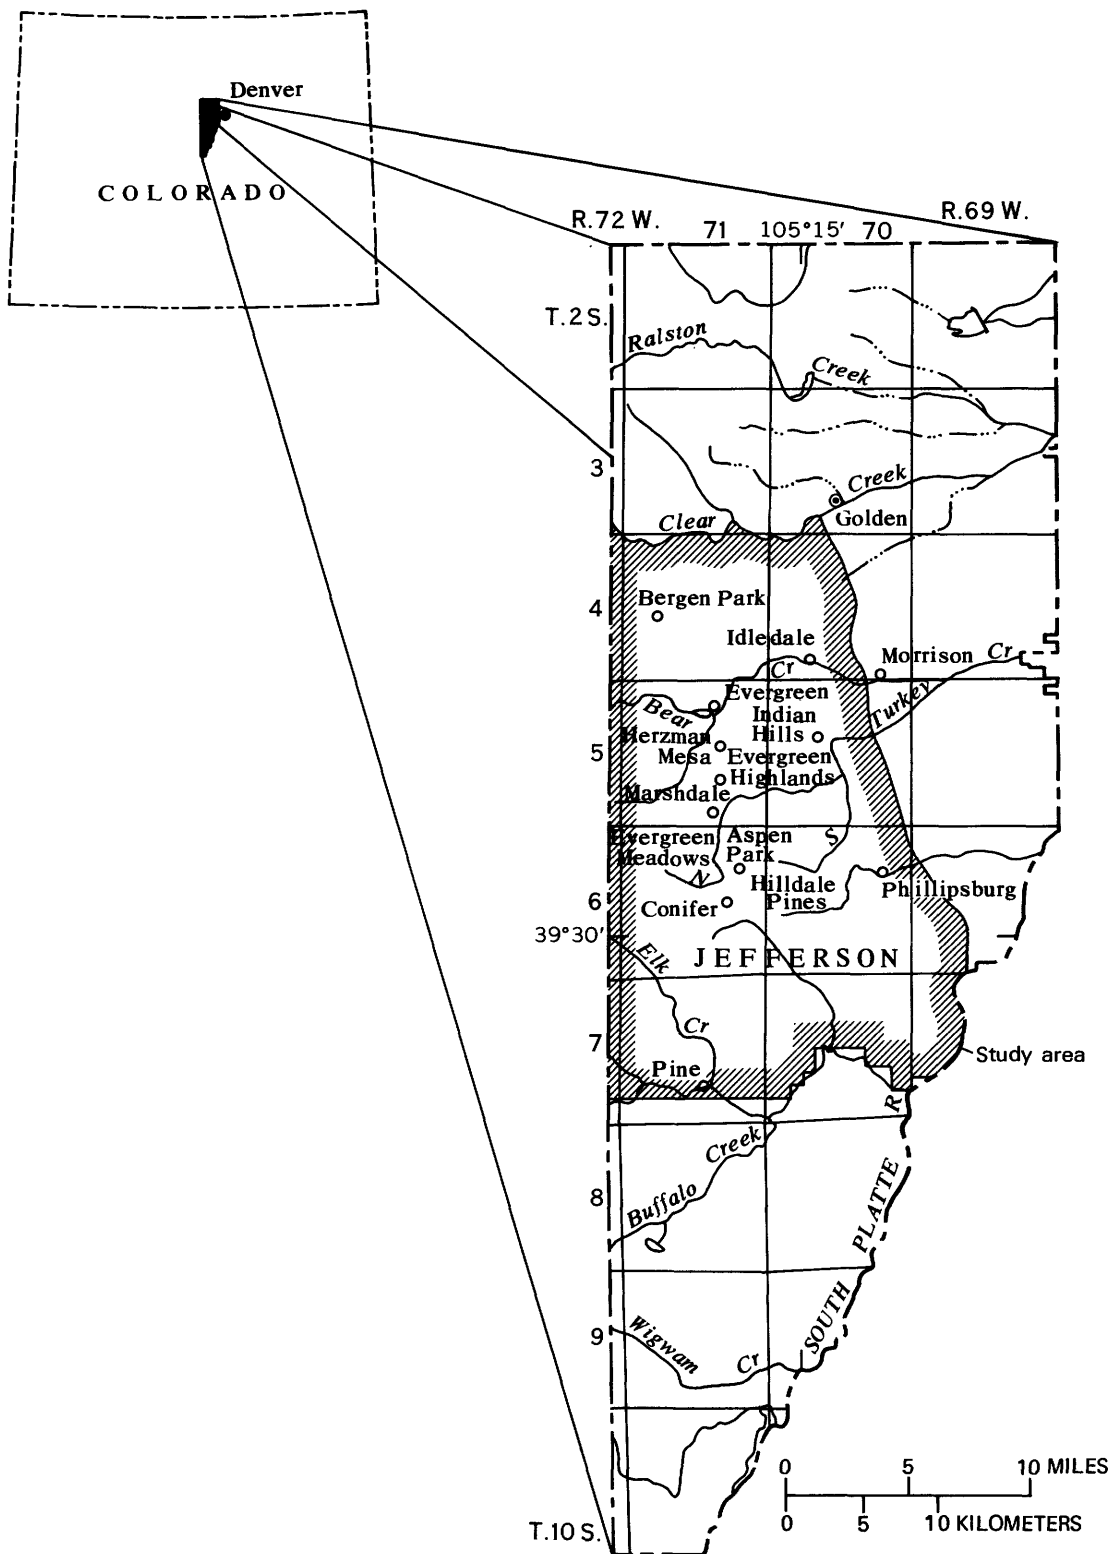 Denver
COLORADO
R.72 W.
71
105°15'
70
R.69 W.
T.2 S.
Ralston
Creek
3
Creek
Golden
Clear
4
Bergen Park
Idledale
Morrison
Cr
Cr
Turkey
Evergreen
Bear
Indian
Hills
Herzman
Mesa
5
Evergreen
Highlands
Marshdale
Evergreen
Meadows
Aspen
Park
S.
N
Hilldale
Pines
Phillipsburg
6
Conifer
39°30'
Elk
JEFFERSON
Cr
7
Study area
Pine
R
Creek
8
Buffalo
SOUTH PLATTE
9
Wigwam
Cr
0 5 10 MILES
0 5 10 KILOMETERS
T.10 S.